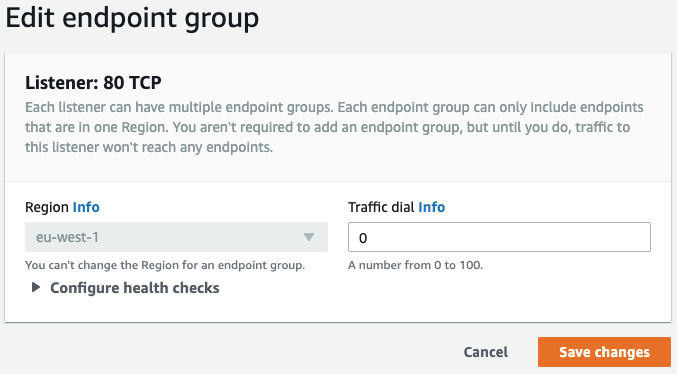 Edit endpoint group
Listener: 80 TCP
Each listener can have multiple endpoint groups. Each endpoint group can only include endpoints
that are in one Region. You aren't required to add an endpoint group, but until you do, traffic to
this listener won't reach any endpoints.
Region Info
Traffic dial Info
eu-west-1
0
You can't change the Region for an endpoint group.
A number from 0 to 100.
Configure health checks
Cancel
Save changes